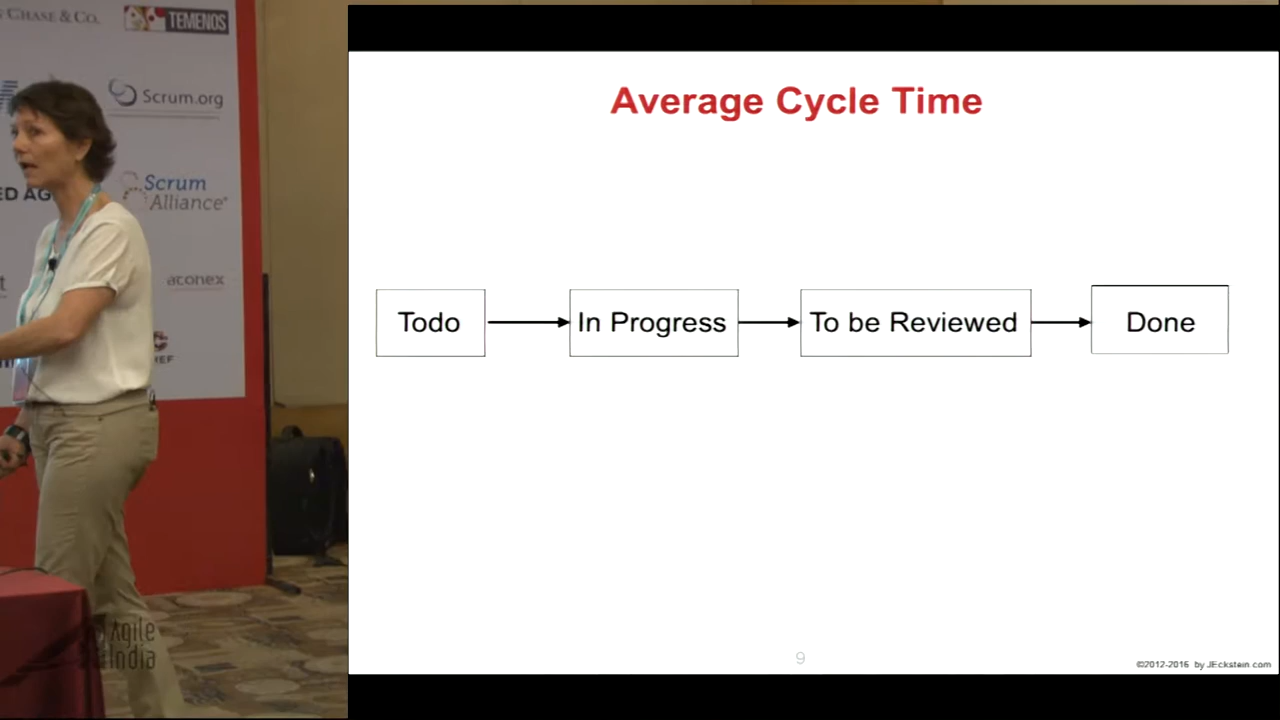 CHASE & CO.
TEMENOS
Scrum.org
Scrum
Alliance®
ED AG
aconex
HEF
Agile
India
Average Cycle Time
Todo
In Progress
To be Reviewed
Done
9
©2012-2016 by JEckstein com